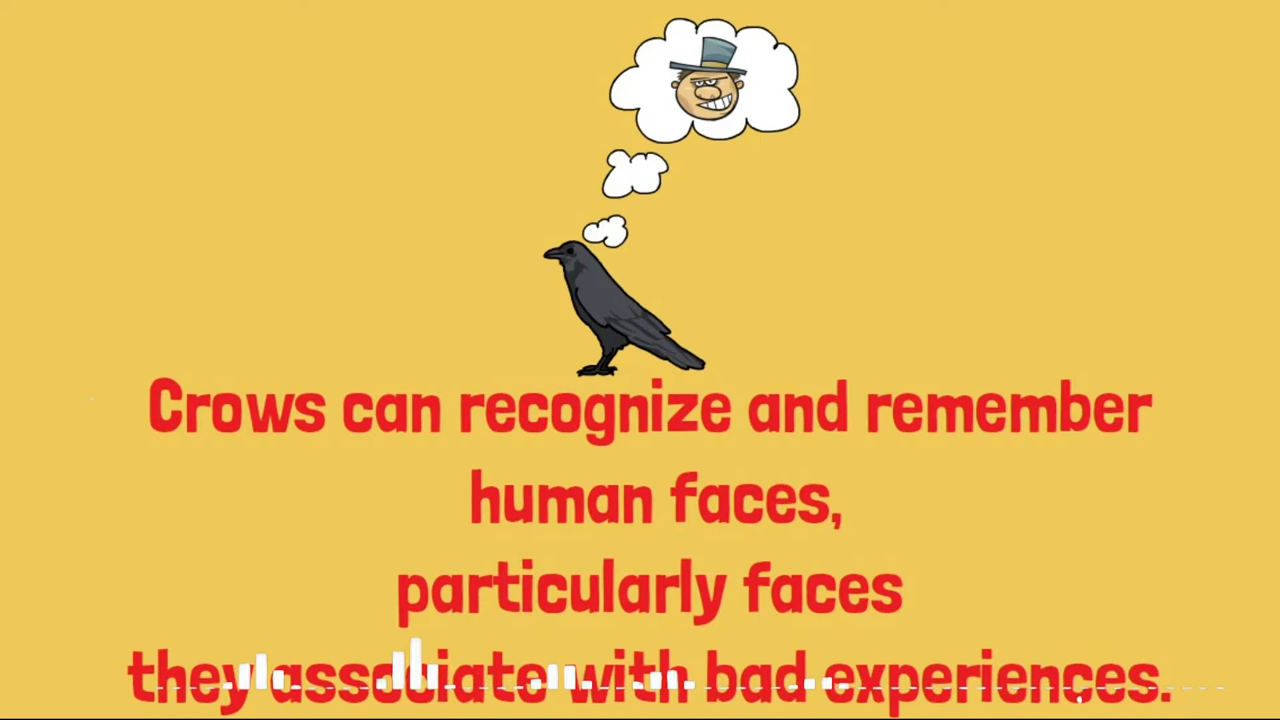 Crows can recognize and remember
human faces,
particularly faces
they associate with bad experiences.